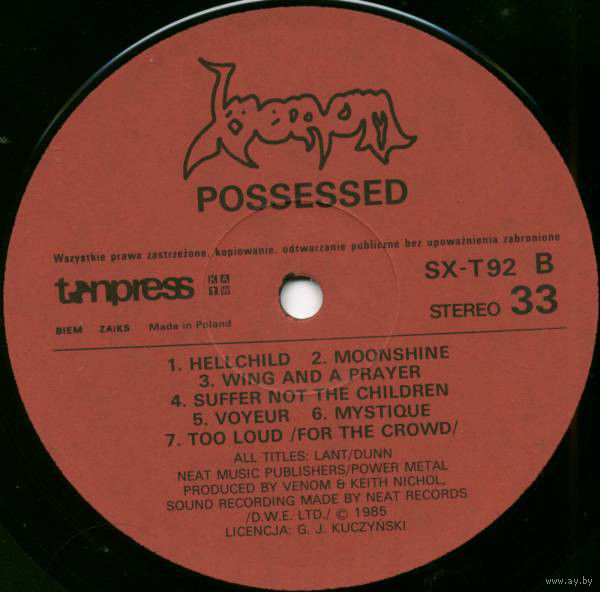 Venom
POSSESSED
Wszystkie prawa zastrzeżone, kopiowanie, odtwarzanie publiczne bez upoważnienia zabronione
tonpress KATW
SX-T92 B
BIEM ZAIKS Made in Poland
STEREO 33
1. HELLCHILD 2. MOONSHINE
3. WING AND A PRAYER
4. SUFFER NOT THE CHILDREN
5. VOYEUR 6. MYSTIQUE
7. TOO LOUD /FOR THE CROWD/
ALL TITLES: LANT/DUNN
NEAT MUSIC PUBLISHERS/POWER METAL
PRODUCED BY VENOM & KEITH NICHOL,
SOUND RECORDING MADE BY NEAT RECORDS
/D.W.E. LTD./ © 1985
LICENCJA: G. J. KUCZYŃSKI
www.ay.by